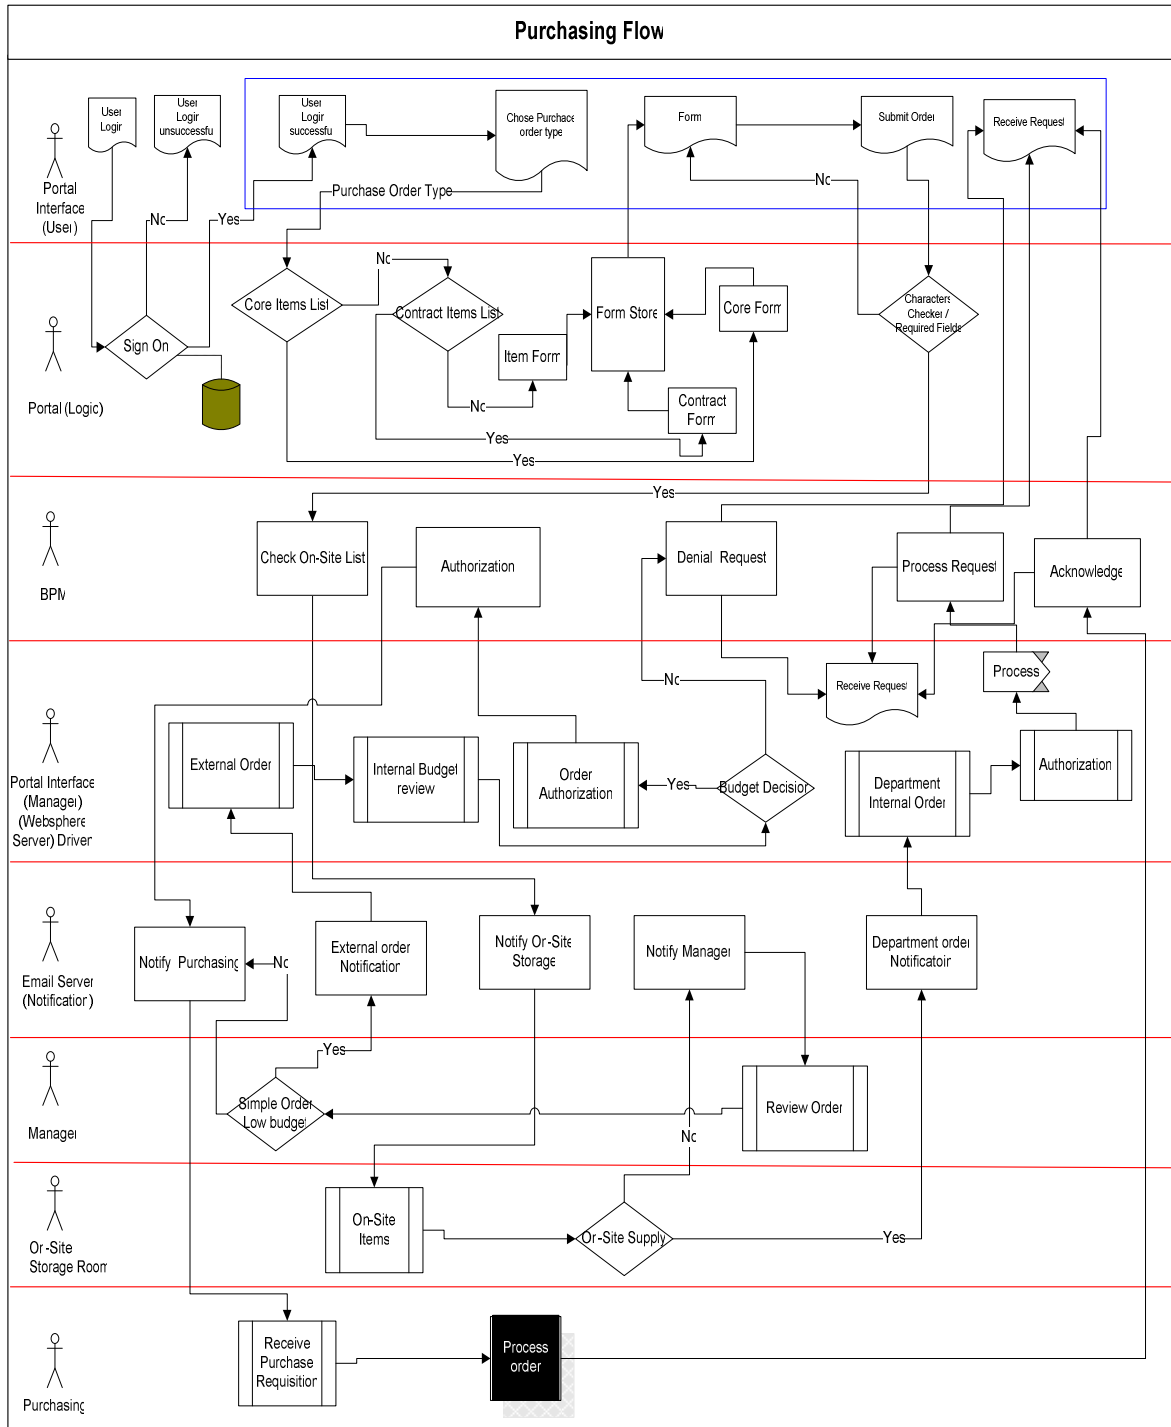 Purchasing Flow
User
Login
User
Login
unsuccessfu
User
Login
successfu
Chose Purchace
order type
Form
Submit Order
Receive Request
Portal
Interface
(User)
No
Yes
Purchase Order Type
No
Core Items List
No
Contract Items List
Form Store
Core Form
Characters
Checker /
Required Fields
Sign On
Item Form
Portal (Logic)
Contract
Form
No
Yes
Yes
Yes
Check On-Site List
Authorization
Denial Request
Process Request
Acknowledge
BPM
No
Receive Request
Process
Portal Interface
(Manager)
(Websphere
Server) Driven
External Order
Internal Budget
review
Order
Authorization
Yes
Budget Decision
Department
Internal Order
Authorization
Email Server
(Notification)
Notify Purchasing
No
External order
Notification
Notify On-Site
Storage
Notify Manager
Department order
Notificatoin
Yes
Manager
Simple Order
Low budget
Review Order
No
On-Site
Storage Room
On-Site
Items
On-Site Supply
Yes
Purchasing
Receive
Purchase
Requisition
Process
order